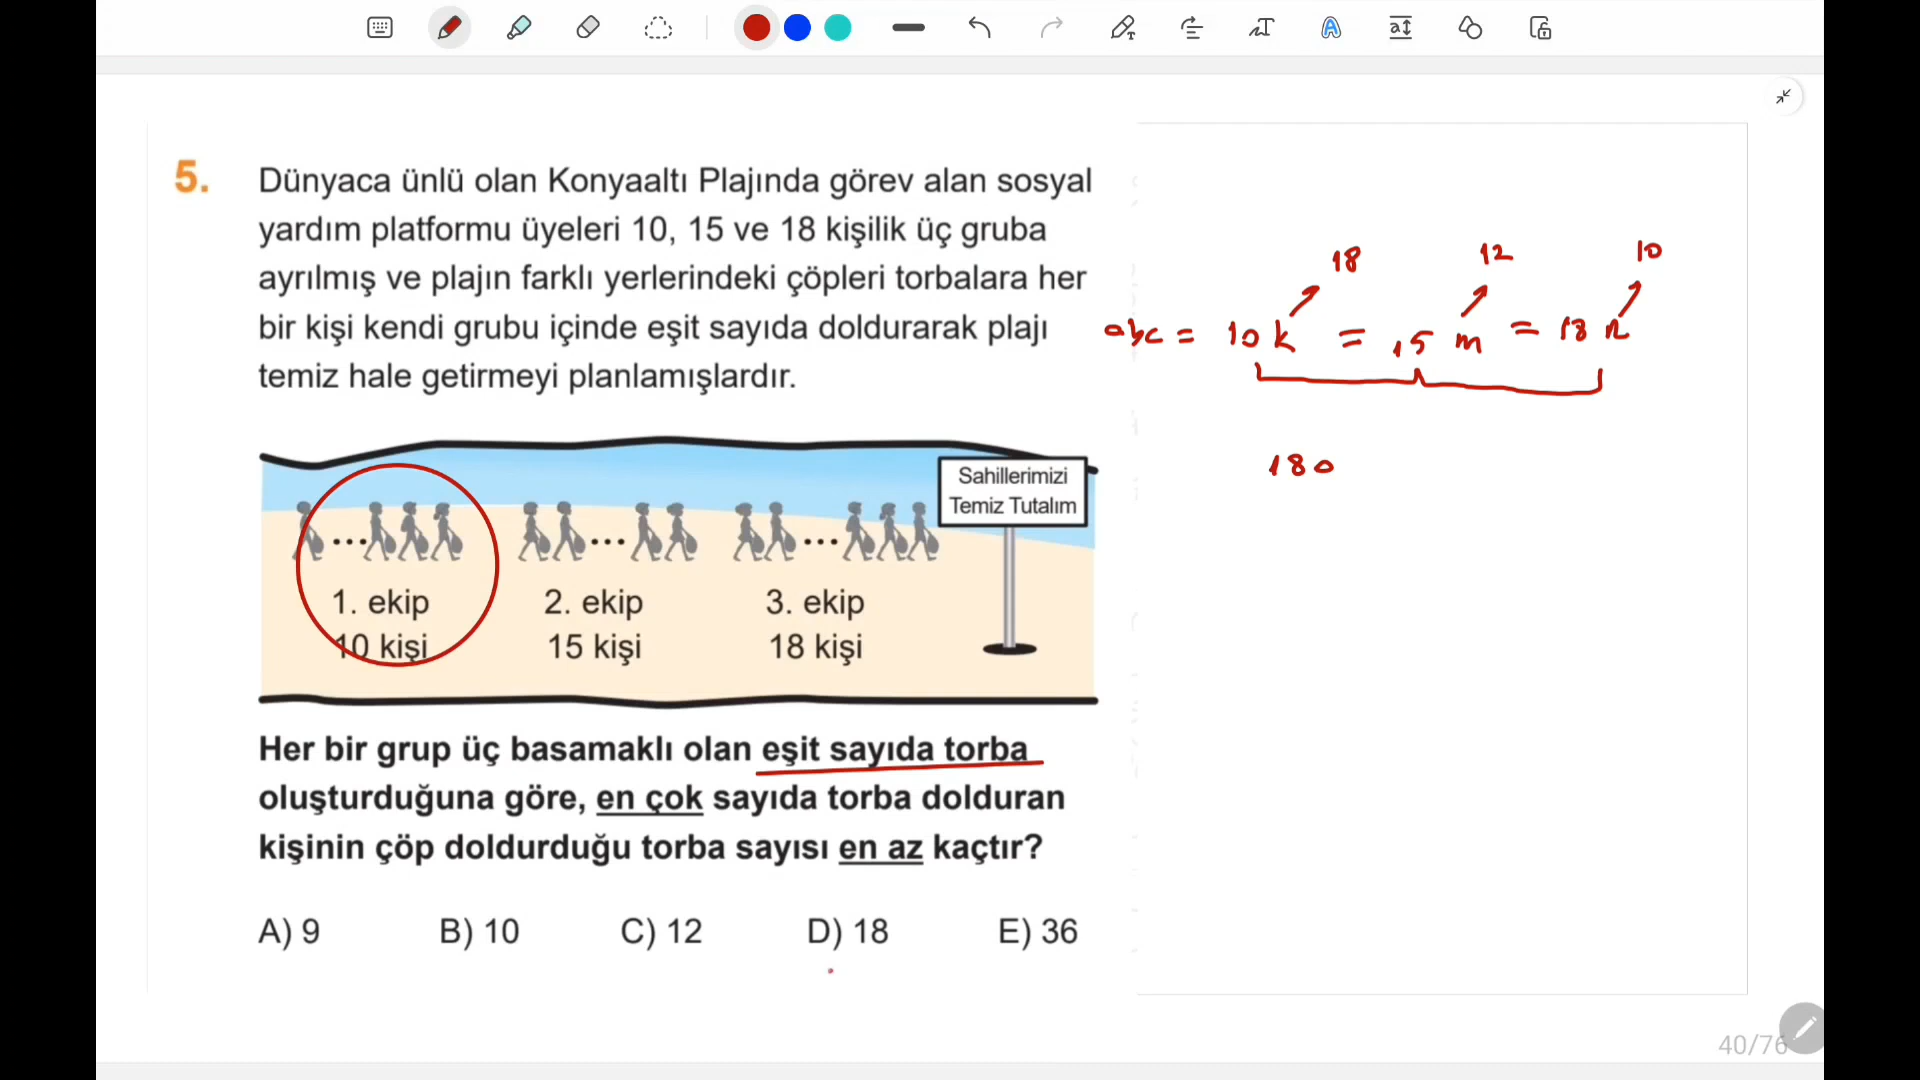 5. Dünyaca ünlü olan Konyaaltı Plajında görev alan sosyal
yardım platformu üyeleri 10, 15 ve 18 kişilik üç gruba
ayrılmış ve plajın farklı yerlerindeki çöpleri torbalara her
bir kişi kendi grubu içinde eşit sayıda doldurarak plajı
temiz hale getirmeyi planlamışlardır.
Sahillerimizi
Temiz Tutalım
1. ekip
10 kişi
2. ekip
15 kişi
3. ekip
18 kişi
Her bir grup üç basamaklı olan eşit sayıda torba
oluşturduğuna göre, en çok sayıda torba dolduran
kişinin çöp doldurduğu torba sayısı en az kaçtır?
A) 9 B) 10 C) 12 D) 18 E) 36
18 12 10
abc = 10 k = 15 m = 18 n
180
40/76